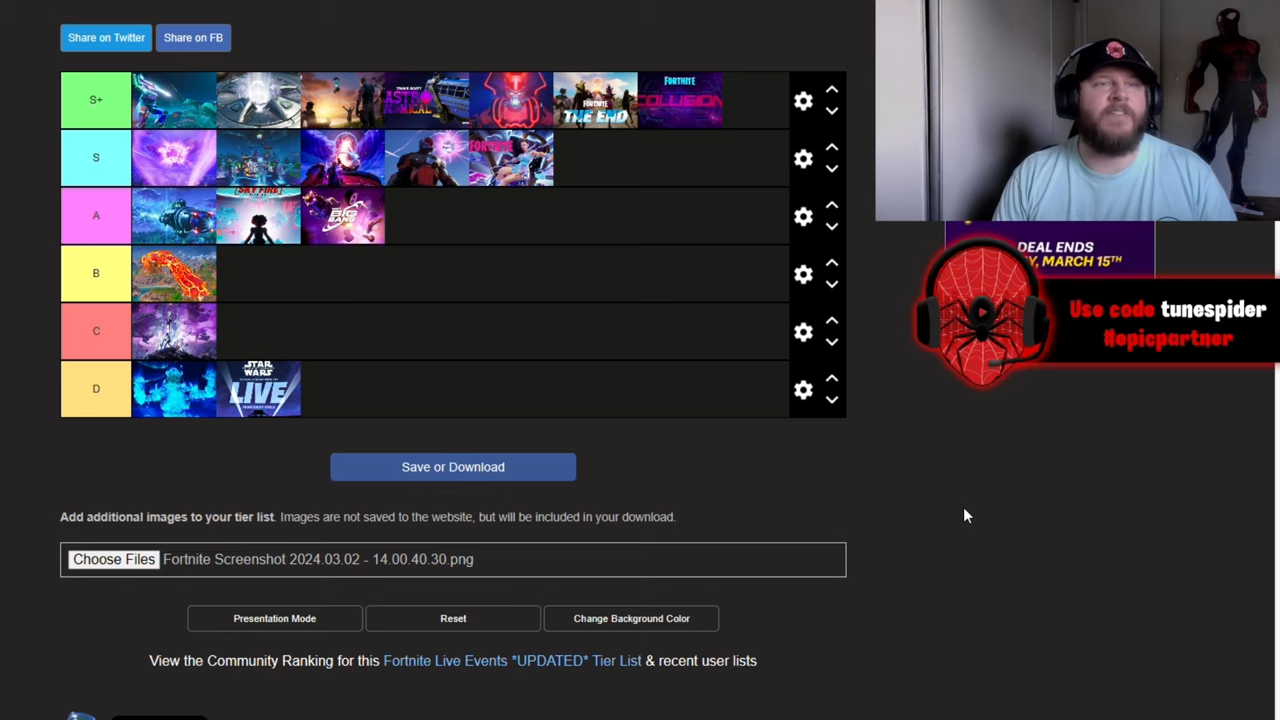 Share on Twitter
Share on FB
S+
TRAVIS SCOTT
ASTRONOMICAL
FORTNITE
THE END
FORTNITE
COLLISION
S
FORTNITE
A
SKY FIRE
BIG
BANG
B
C
D
STAR
WARS
LIVE
DEAL ENDS
MARCH 15TH
Use code tunespider
#epicpartner
Save or Download
Add additional images to your tier list. Images are not saved to the website, but will be included in your download.
Choose Files Fortnite Screenshot 2024.03.02 - 14.00.40.30.png
Presentation Mode
Reset
Change Background Color
View the Community Ranking for this Fortnite Live Events *UPDATED* Tier List & recent user lists